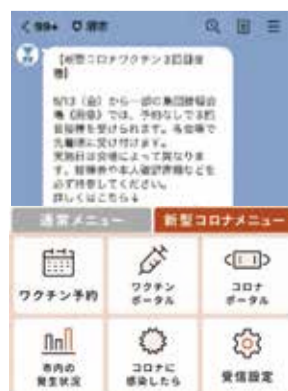 99+
【新型コロナワクチン3回目接
種】
5/13（金）から一部の集団接種会
では、予約なしで3回
目接種を受けられます。各会場で
先着順に受け付けます。
実施日は会場によって異なりま
す。接種券や本人確認書類などを
必ず持参してください。
詳しくはこちら↓
通常メニュー
新型コロナメニュー
ワクチン予約
ワクチン
ポータル
コロナ
ポータル
市内の
発生状況
コロナに
感染したら
受信設定